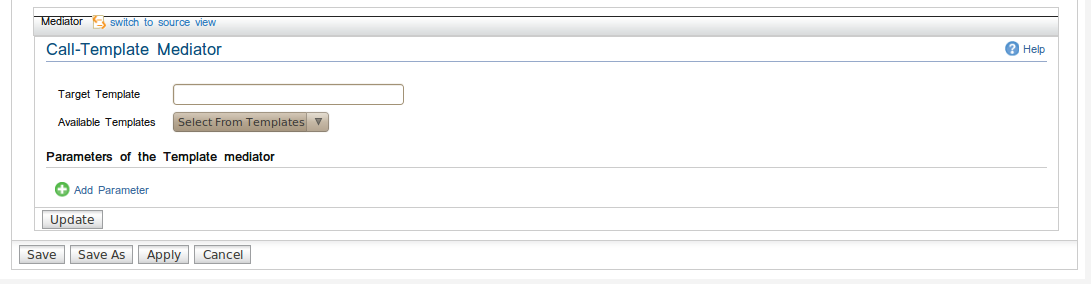 Mediator switch to source view
Call-Template Mediator Help
Target Template
Available Templates Select From Templates
Parameters of the Template mediator
Add Parameter
Update
Save Save As Apply Cancel